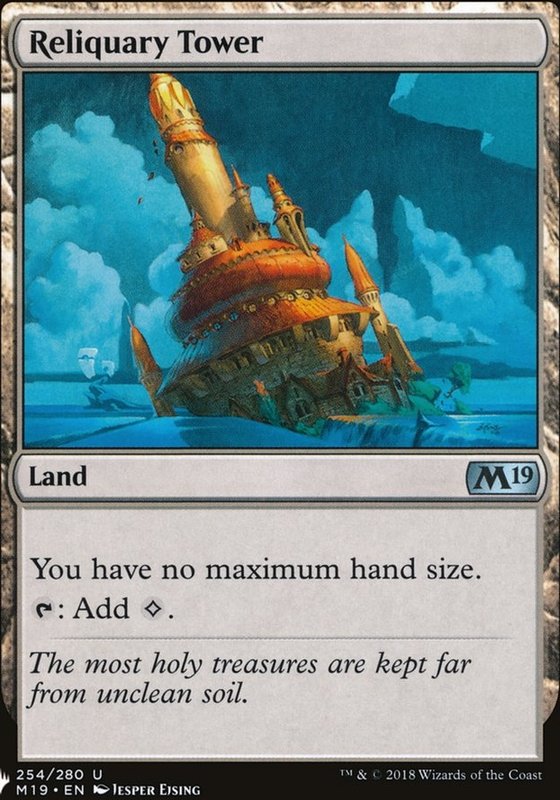 Reliquary Tower
Land
M19
You have no maximum hand size.
: Add .
The most holy treasures are kept far
from unclean soil.
254/280 U
M19 • EN Jesper Ejsing
™ & © 2018 Wizards of the Coast